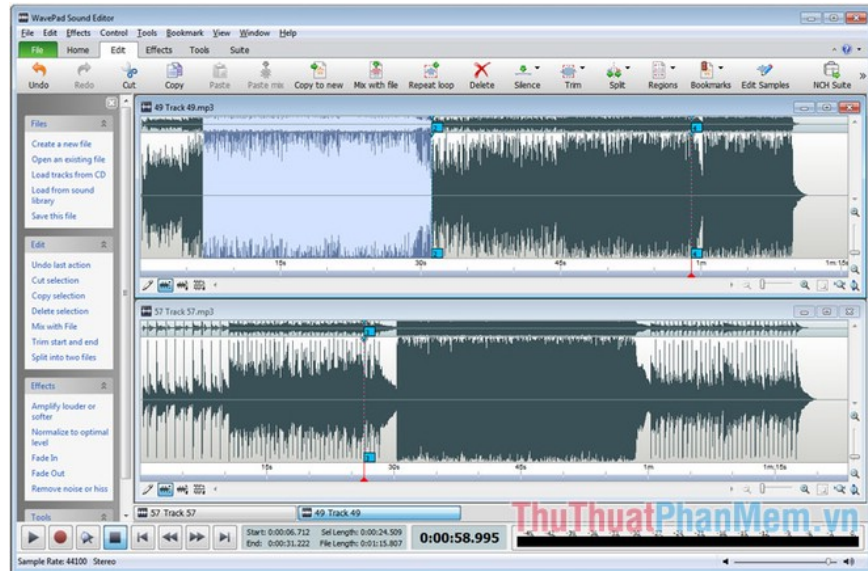 WavePad Sound Editor
File Edit Effects Control Tools Bookmark View Window Help
File Home Edit Effects Tools Suite
Undo Redo Cut Copy Paste Paste mix Copy to new Mix with file Repeat loop Delete Silence Trim Split Regions Bookmarks Edit Samples NCH Suite
Files
Create a new file
Open an existing file
Load tracks from CD
Load from sound
library
Save this file
Edit
Undo last action
Cut selection
Copy selection
Delete selection
Mix with File
Trim start and end
Split into two files
Effects
Amplify louder or
softer
Normalize to optimal
level
Fade In
Fade Out
Remove noise or hiss
Tools
49 Track 49.mp3
15s 30s 45s 1m 1m:15s
57 Track 57.mp3
15s 30s 45s 1m 1m:15s
57 Track 57 49 Track 49
ThuThuatPhanMem.vn
Start: 0:00:06.712 Sel Length: 0:00:24.509
End: 0:00:31.222 File Length: 0:01:15.807
0:00:58.995
Sample Rate: 44100 Stereo